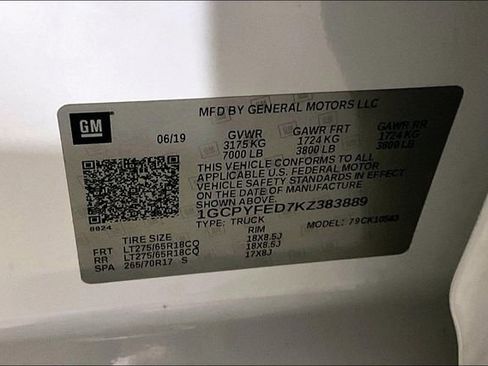 MFD BY GENERAL MOTORS LLC
GM
06/19 GVWR GAWR FRT GAWR RR
3175 KG 1724 KG 1724 KG
7000 LB 3800 LB 3800 LB
THIS VEHICLE CONFORMS TO ALL
APPLICABLE U.S. FEDERAL MOTOR
VEHICLE SAFETY STANDARDS IN EFFECT
ON THE DATE OF MANUFACTURE
SHOWN ABOVE.
1GCPYFED7KZ383889
0024 TYPE: TRUCK MODEL:
TIRE SIZE RIM
FRT LT275/65R18CQ 18X8.5J
RR LT275/65R18CQ 18X8.5J
SPA 265/70R17 S 17X8J